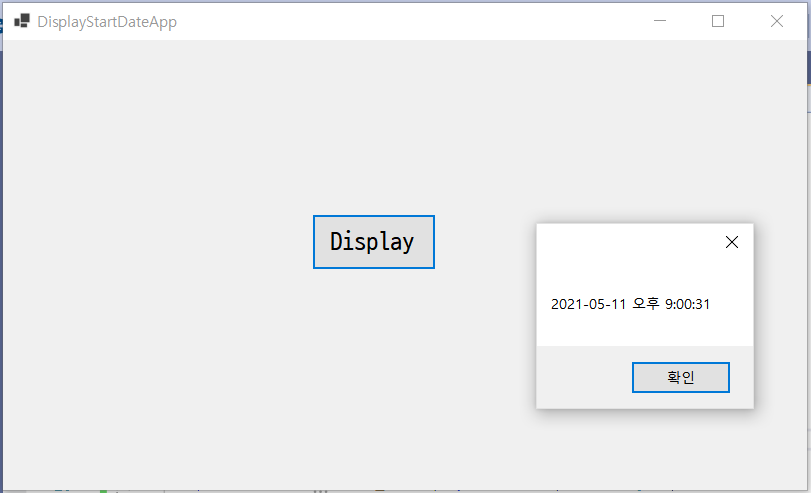 DisplayStartDateApp
Display
2021-05-11 오후 9:00:31
확인